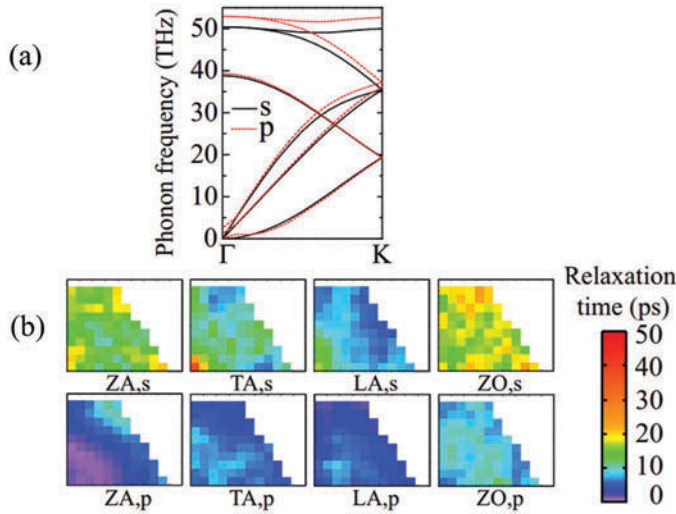 (a)
Phonon frequency (THz)
50
40
30
20
10
0
s
p
Γ
K
(b)
Relaxation
time (ps)
50
40
30
20
10
0
ZA,s
TA,s
LA,s
ZO,s
ZA,p
TA,p
LA,p
ZO,p